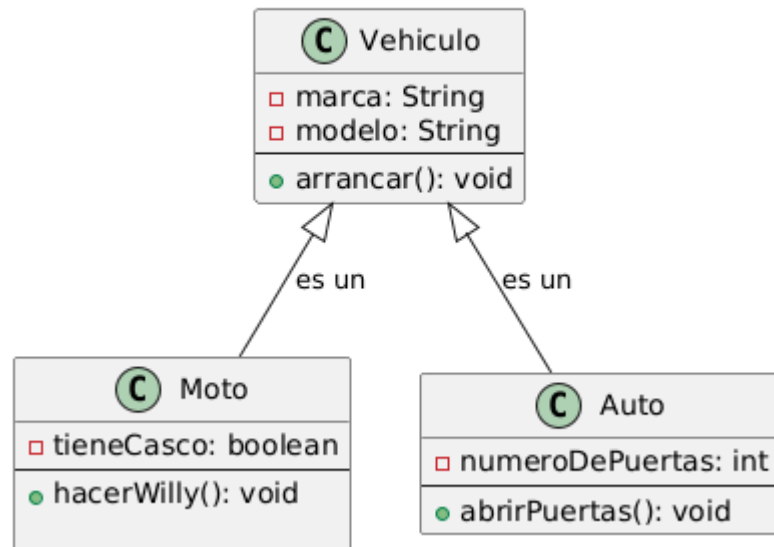 C Vehiculo
marca: String
modelo: String
arrancar(): void
es un
es un
C Moto
tieneCasco: boolean
hacerWilly(): void
C Auto
numeroDePuertas: int
abrirPuertas(): void